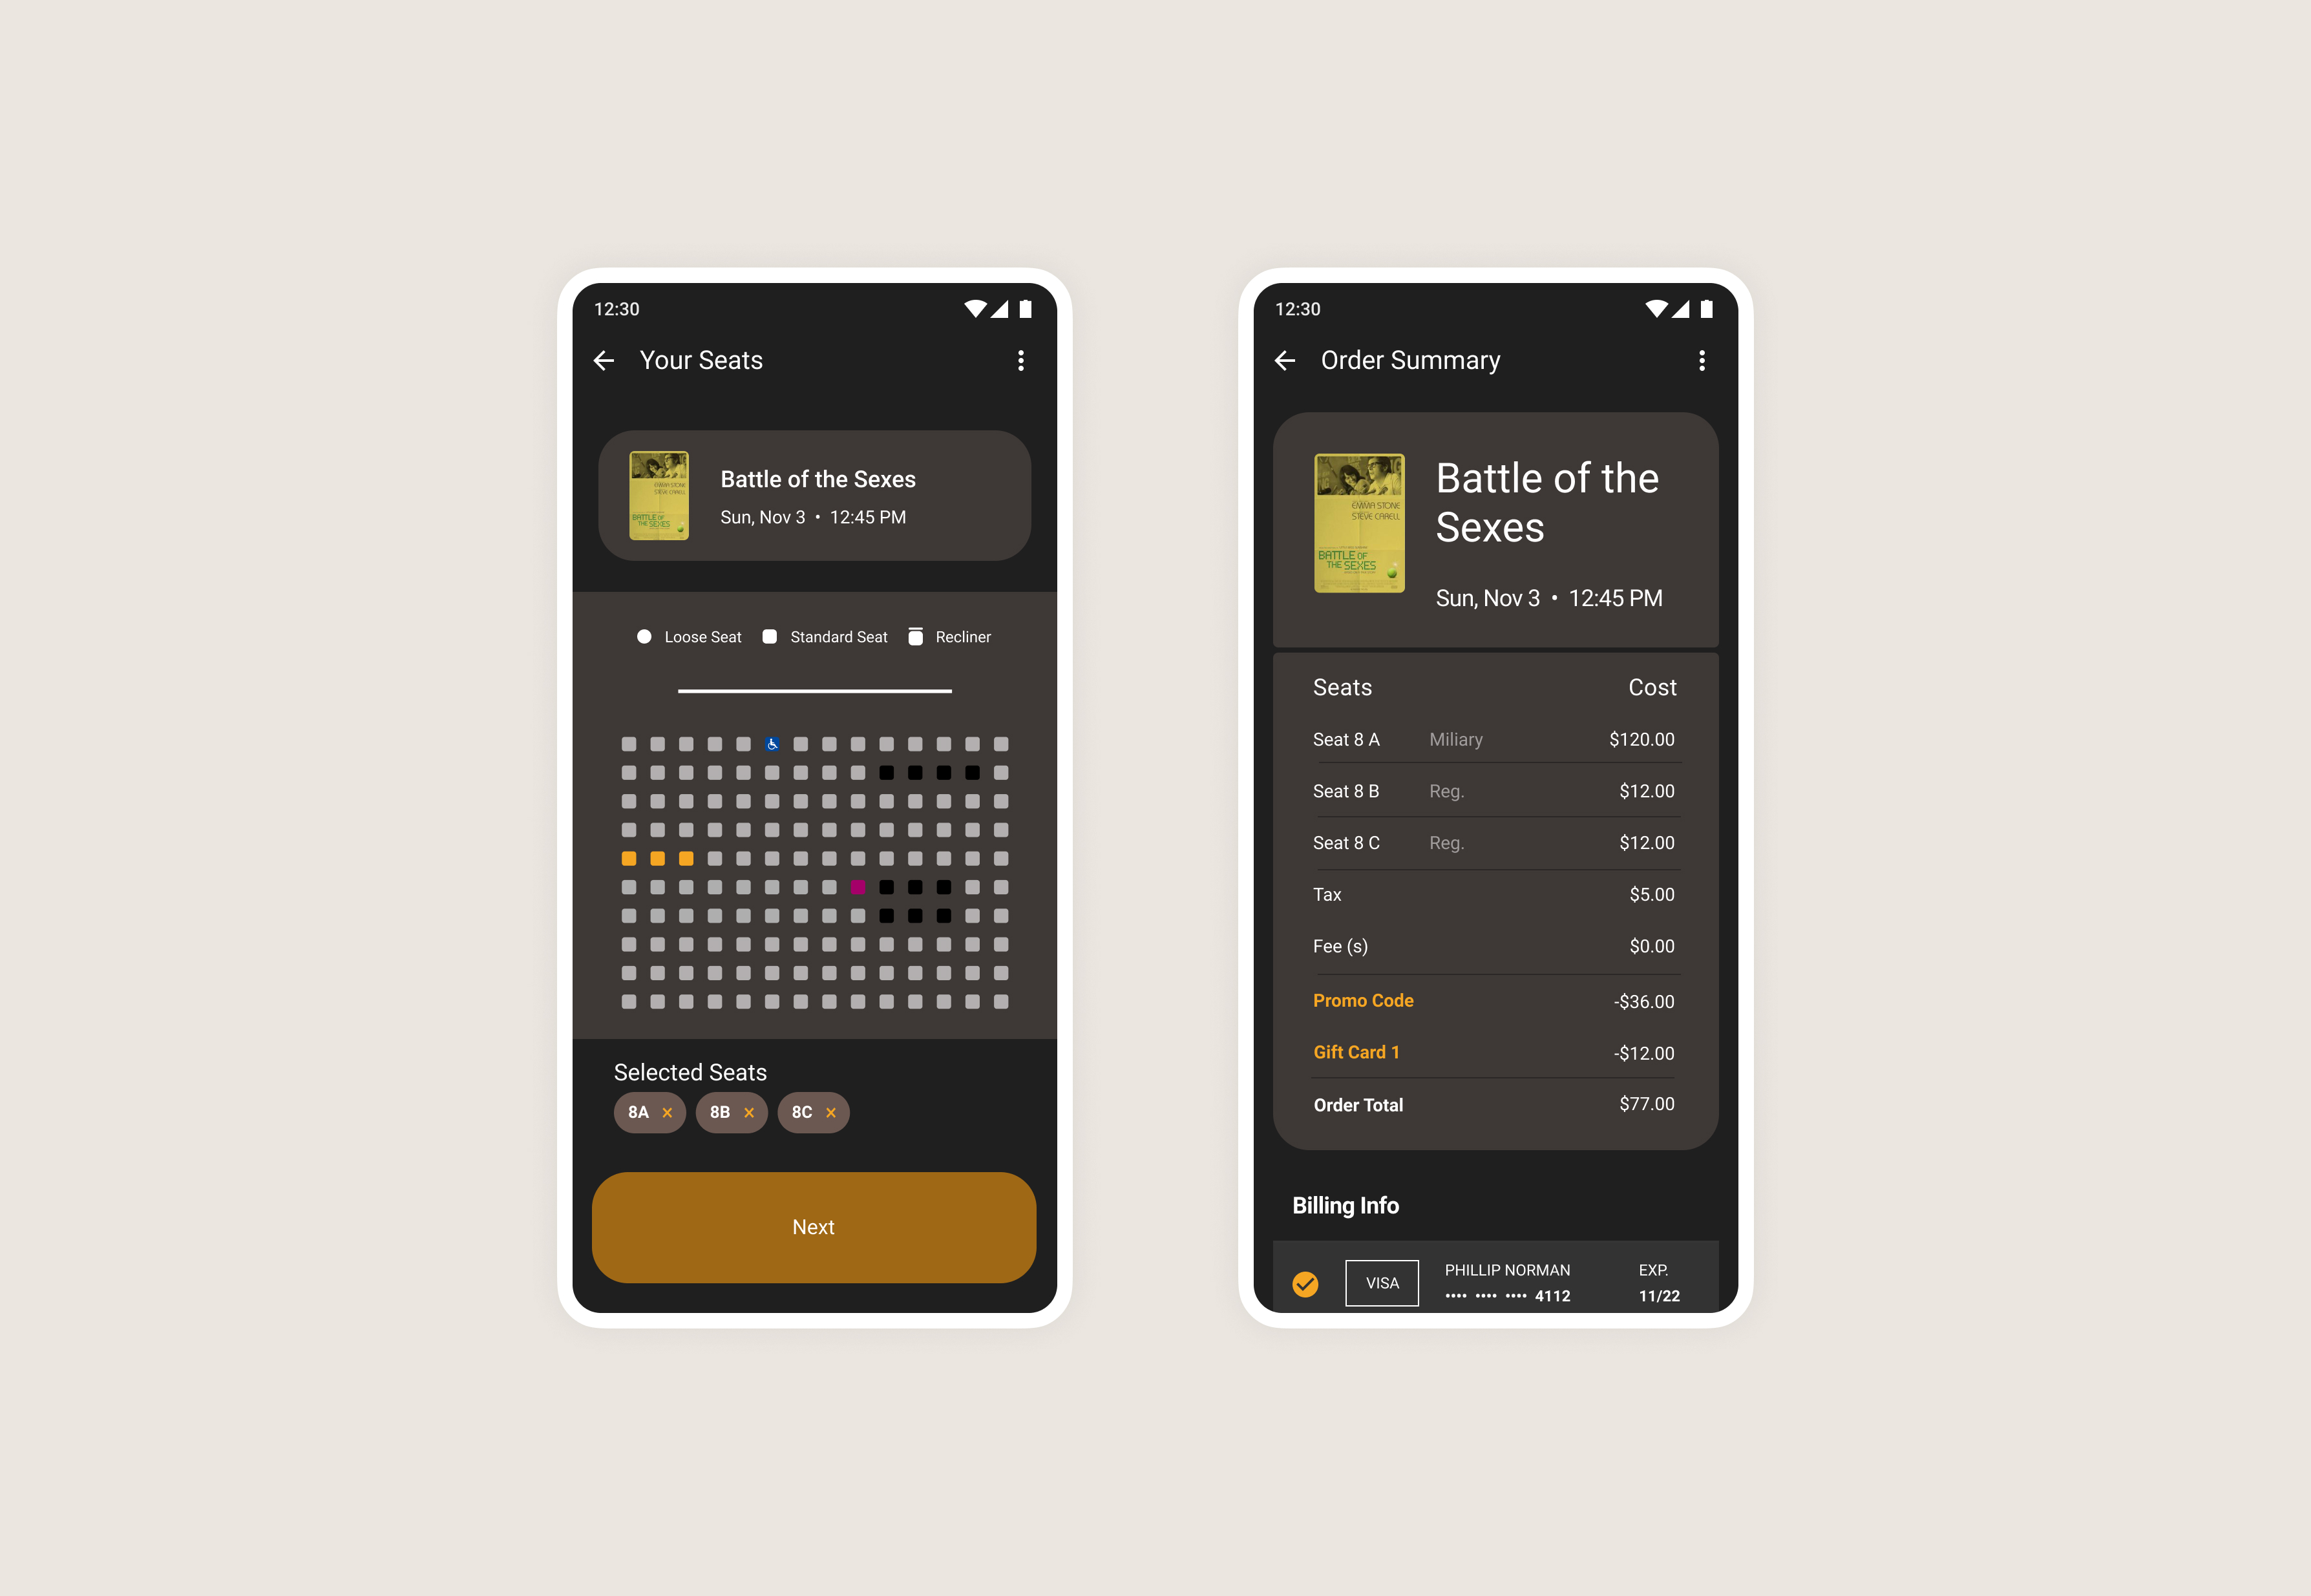 12:30
Your Seats
EMMA STONE
STEVE CARELL
BATTLE OF
THE SEXES
Battle of the Sexes
Sun, Nov 3 • 12:45 PM
Loose Seat
Standard Seat
Recliner
Selected Seats
8A × 8B × 8C ×
Next
12:30
Order Summary
EMMA STONE
STEVE CARELL
BATTLE OF
THE SEXES
Battle of the
Sexes
Sun, Nov 3 • 12:45 PM
Seats Cost
Seat 8 A Miliary $120.00
Seat 8 B Reg. $12.00
Seat 8 C Reg. $12.00
Tax $5.00
Fee (s) $0.00
Promo Code -$36.00
Gift Card 1 -$12.00
Order Total $77.00
Billing Info
VISA
PHILLIP NORMAN EXP.
•••• •••• •••• 4112 11/22